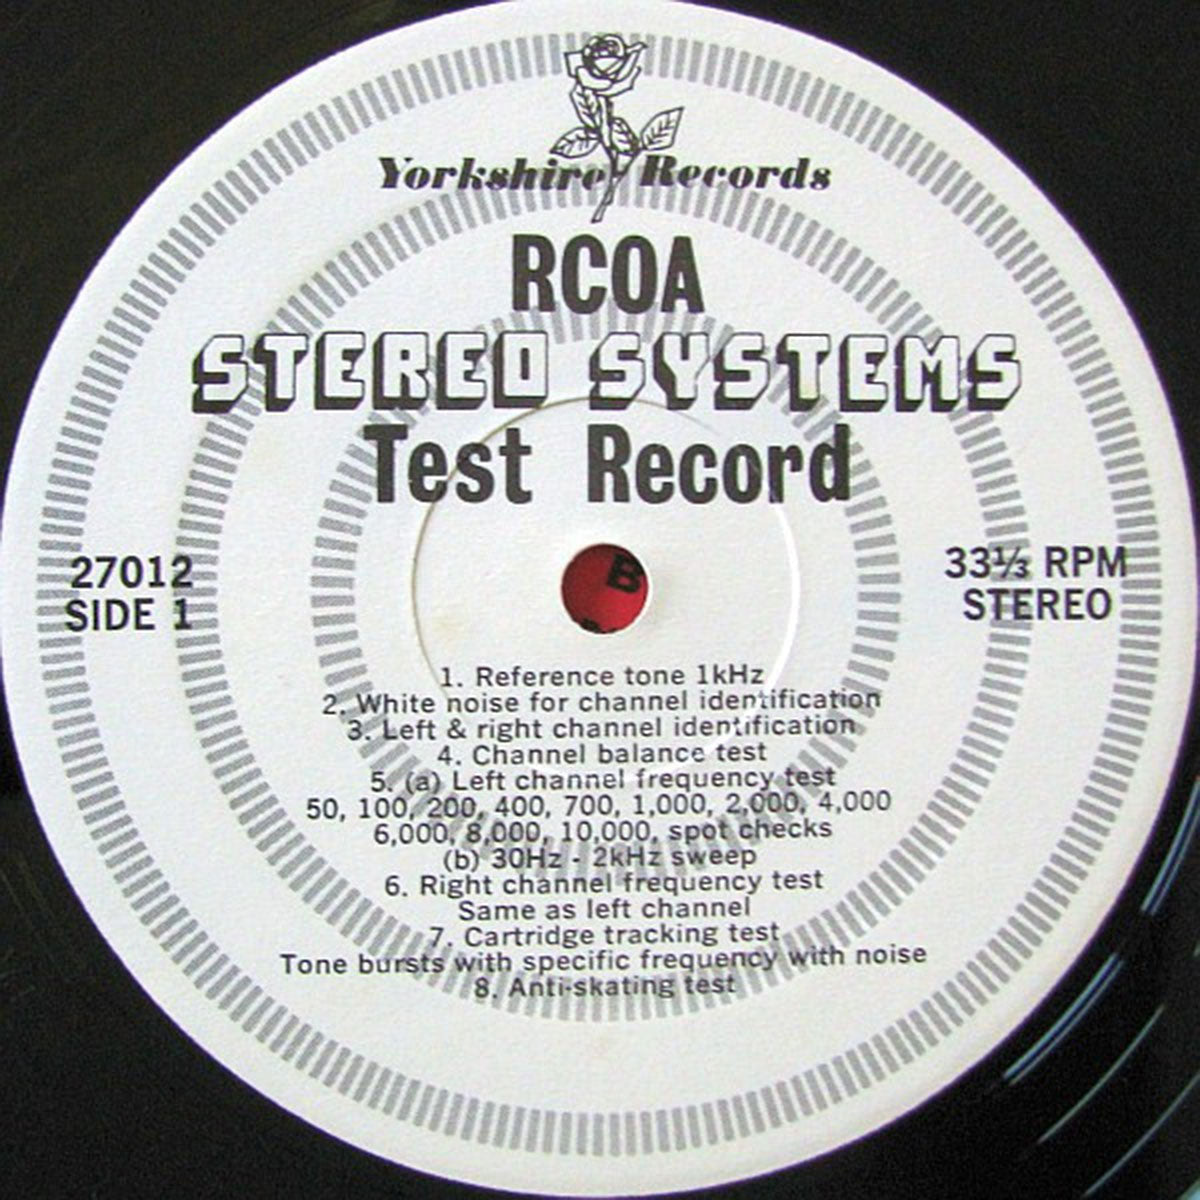 Yorkshire Records
RCOA
STEREO SYSTEMS
Test Record
27012
SIDE 1
33⅓ RPM
STEREO
B
1. Reference tone 1kHz
2. White noise for channel identification
3. Left & right channel identification
4. Channel balance test
5. (a) Left channel frequency test
50, 100, 200, 400, 700, 1,000, 2,000, 4,000
6,000, 8,000, 10,000, spot checks
(b) 30Hz - 2kHz sweep
6. Right channel frequency test
Same as left channel
7. Cartridge tracking test
Tone bursts with specific frequency with noise
8. Anti-skating test